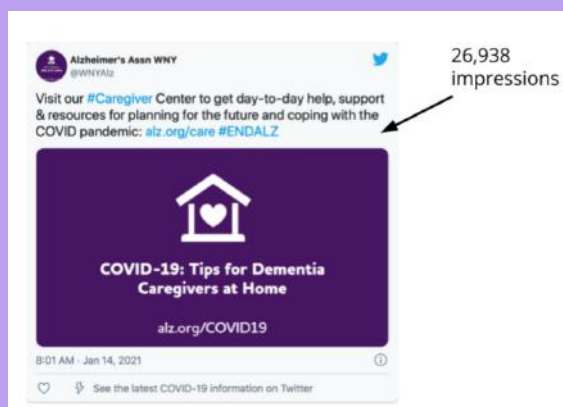 Alzheimer's Assn WNY
@WNYAlz
Visit our #Caregiver Center to get day-to-day help, support
& resources for planning for the future and coping with the
COVID pandemic: alz.org/care #ENDALZ
COVID-19: Tips for Dementia
Caregivers at Home
alz.org/COVID19
8:01 AM · Jan 14, 2021
See the latest COVID-19 information on Twitter
26,938
impressions